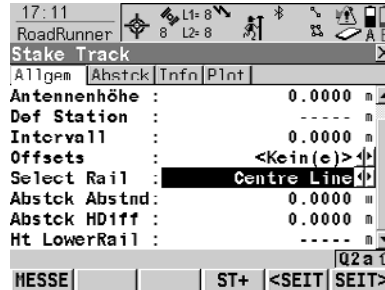 17:11
L1= 8
RoadRunner 8 L2= 8
Stake Track
Allgem Abstck Info Plot
Antennenhöhe : 0.0000 m
Def Station : ----- m
Intervall : 0.0000 m
Offsets : <Kein(e)>
Select Rail : Centre Line
Abstck Abstnd: 0.0000 m
Abstck HDiff : 0.0000 m
Ht LowerRail : ----- m
Q2a
MESSE ST+ <SEIT SEIT>